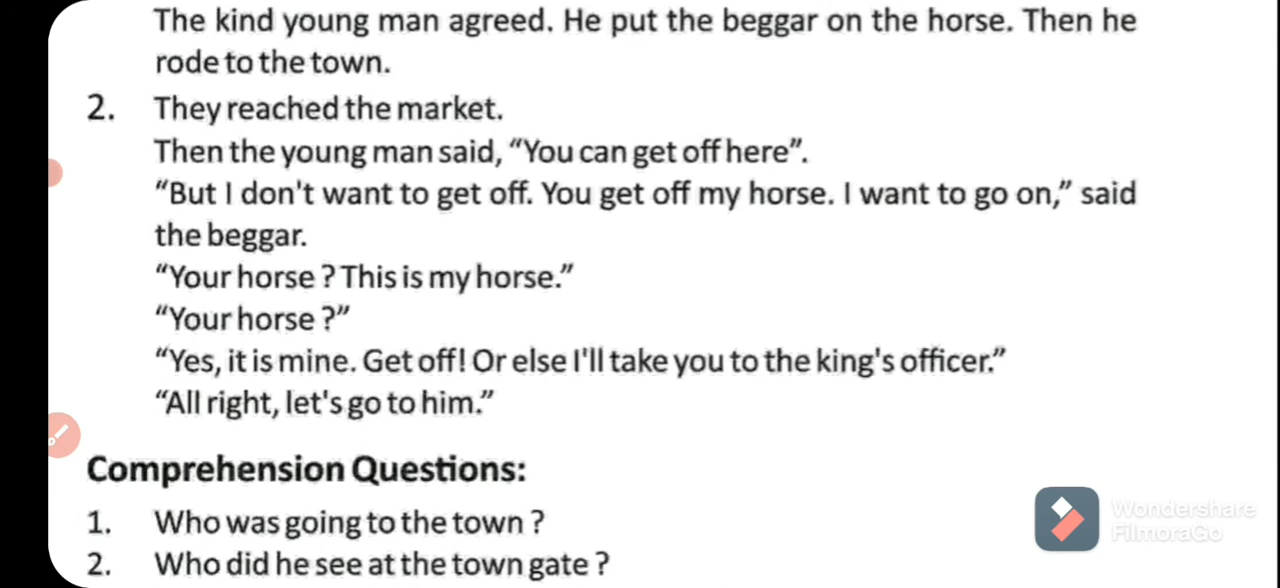 The kind young man agreed. He put the beggar on the horse. Then he
rode to the town.
2. They reached the market.
Then the young man said, “You can get off here”.
“But I don't want to get off. You get off my horse. I want to go on,” said
the beggar.
“Your horse ? This is my horse.”
“Your horse ?”
“Yes, it is mine. Get off! Or else I'll take you to the king's officer.”
“All right, let's go to him.”
Comprehension Questions:
1. Who was going to the town ?
2. Who did he see at the town gate ?
Wondershare
FilmoraGo